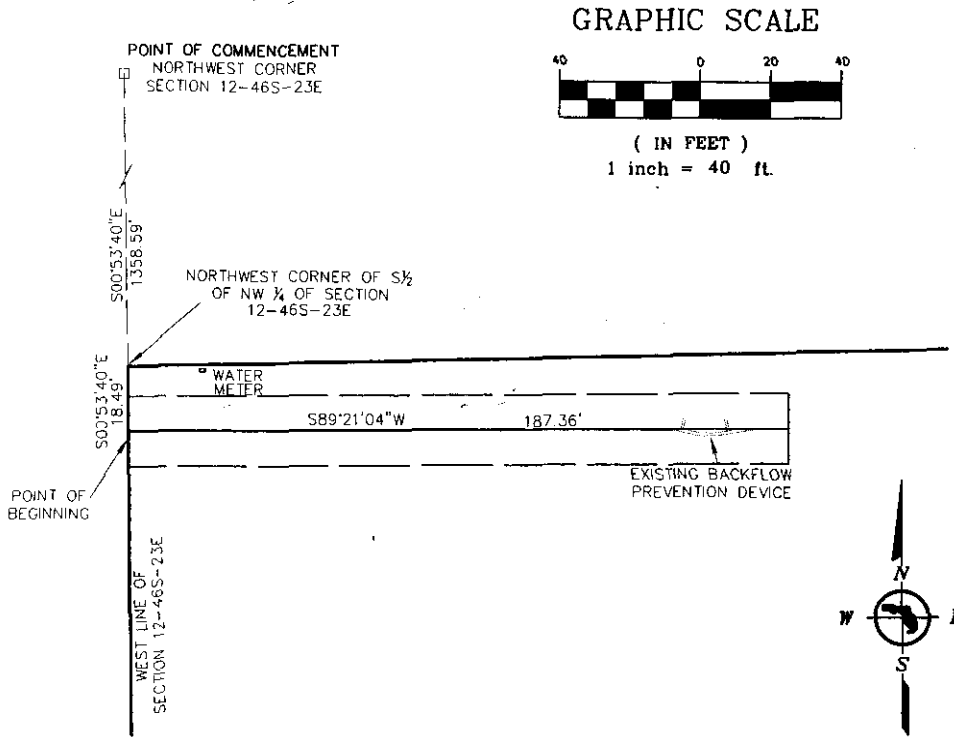 GRAPHIC SCALE
40 0 20 40
( IN FEET )
1 inch = 40 ft.
POINT OF COMMENCEMENT
NORTHWEST CORNER
SECTION 12-46S-23E
S00°53'40"E
1358.59'
NORTHWEST CORNER OF S½
OF NW ¼ OF SECTION
12-46S-23E
S00°53'40"E
18.49'
WATER
METER
S89°21'04"W 187.36'
EXISTING BACKFLOW
PREVENTION DEVICE
POINT OF
BEGINNING
WEST LINE OF
SECTION 12-46S-23E
N
W
S